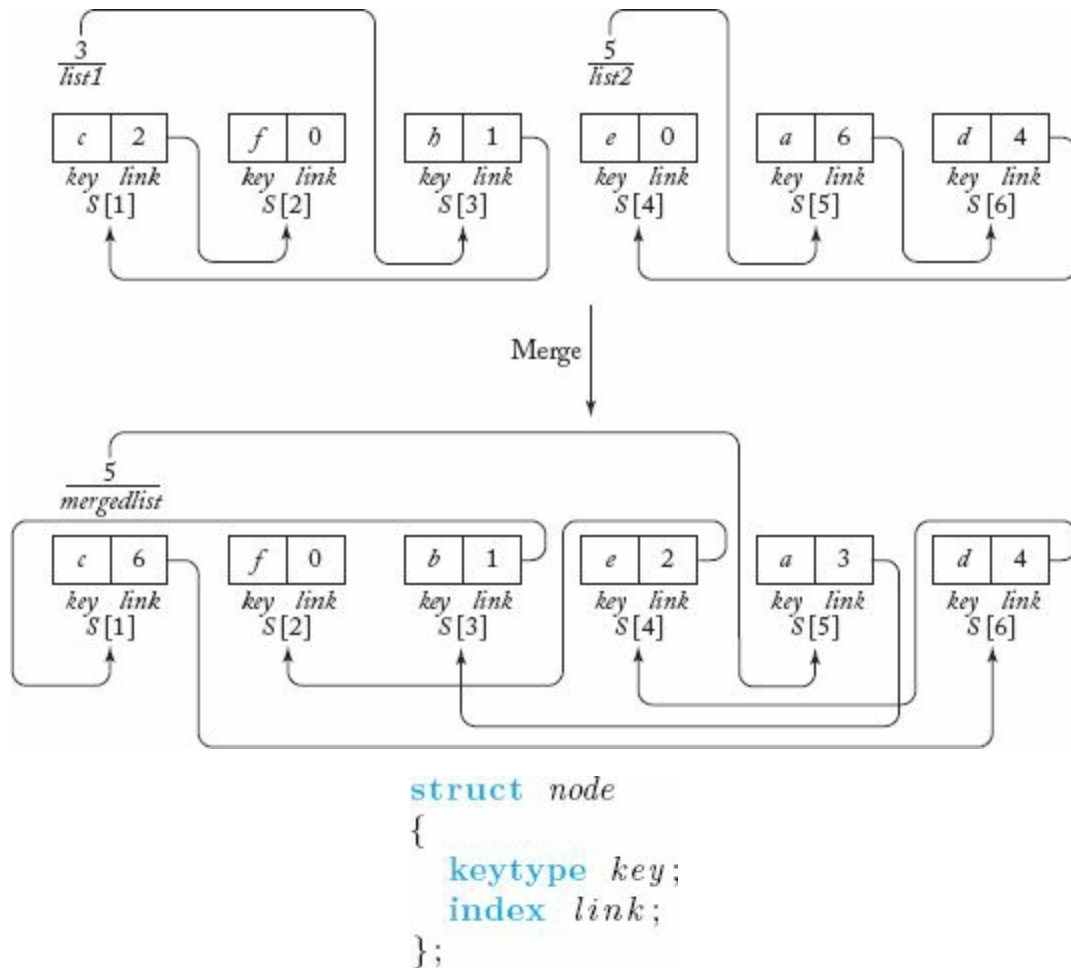 3 5
list1 list2
c 2 f 0 h 1 e 0 a 6 d 4
key link key link key link key link key link key link
S[1] S[2] S[3] S[4] S[5] S[6]
Merge
5
mergedlist
c 6 f 0 b 1 e 2 a 3 d 4
key link key link key link key link key link key link
S[1] S[2] S[3] S[4] S[5] S[6]
struct node
{
keytype key;
index link;
};